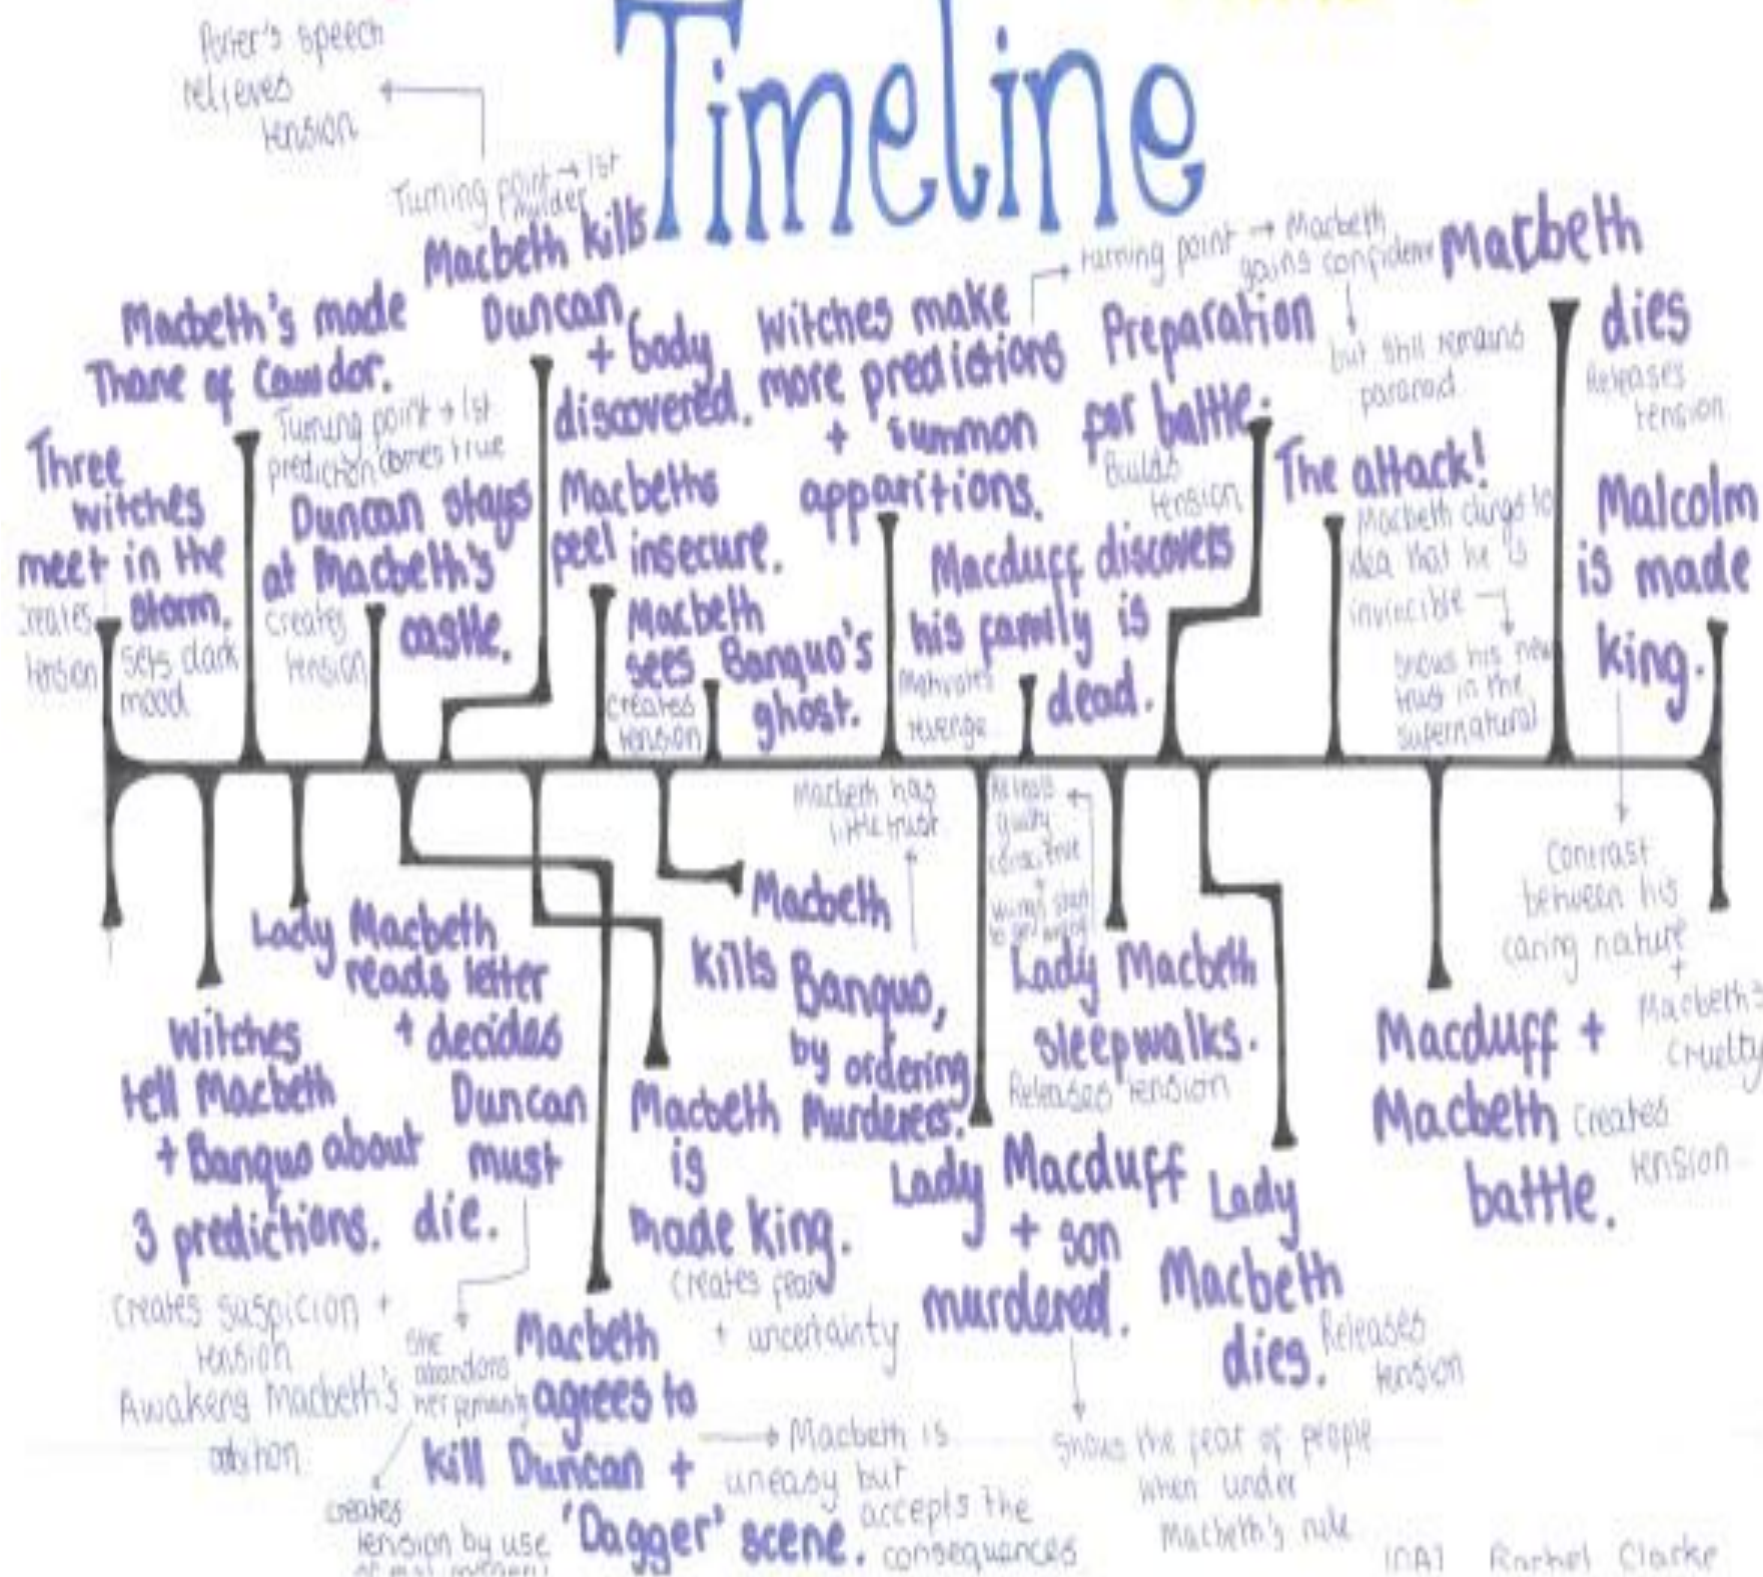 Timeline
Porter's speech
relieves
tension
Turning point → 1st
murder
Macbeth kills
Duncan
+ body
discovered.
Macbeth's made
Thane of Cawdor.
Turning point → 1st
prediction comes true
Three
witches
meet in the
storm.
creates
tension
sets dark
mood
Duncan stays
at Macbeth's
castle.
creates
tension
Macbeths
feel insecure.
Macbeth
sees Banquo's
ghost.
creates
tension
Witches make
more predictions
+ summon
apparitions.
turning point → Macbeth
gains confidence
but still remains
paranoid
Macduff discovers
his family is
dead.
Motivates
revenge
Preparation
for battle.
Builds
tension
The attack!
Macbeth clings to
idea that he is
invincible
shows his new
trust in the
supernatural
Macbeth
dies
Releases
tension
Malcolm
is made
king.
Contrast
between his
caring nature
+
Macbeth's
cruelty
Witches
tell Macbeth
+ Banquo about
3 predictions.
Creates suspicion +
tension
Awakens Macbeth's
Lady Macbeth
reads letter
+ decides
Duncan
must
die.
she
abandons
her
creates
tension by use
of
Macbeth
agrees to
kill Duncan +
'Dagger' scene.
Macbeth is
uneasy but
accepts the
consequences
Macbeth
is
made king.
Creates fear
+ uncertainty
Macbeth
kills Banquo,
by ordering
Murderers.
Macbeth has
little trust
Lady Macduff
+ son
murdered.
Shows the fear of people
when under
Macbeth's rule
Reveals
guilty
Lady Macbeth
sleepwalks.
Releases tension
Lady
Macbeth
dies.
Releases
tension
Macduff +
Macbeth
battle.
Creates
tension
Rachel Clarke